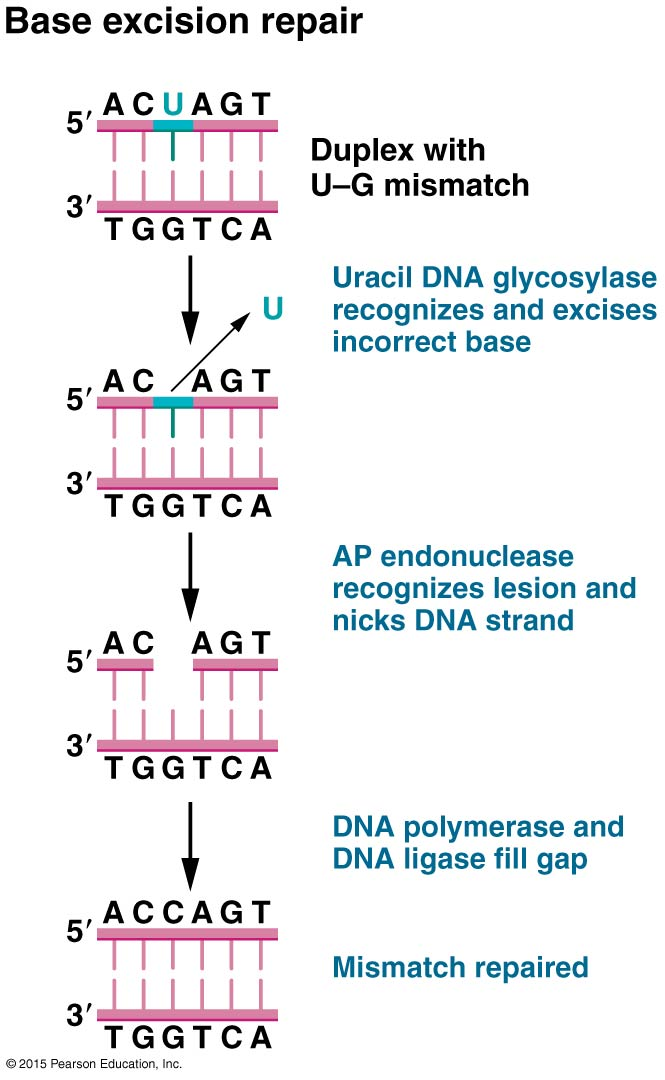 Base excision repair
A C U A G T
5′
Duplex with
U–G mismatch
3′
T G G T C A
Uracil DNA glycosylase
recognizes and excises
incorrect base
U
A C A G T
5′
3′
T G G T C A
AP endonuclease
recognizes lesion and
nicks DNA strand
A C A G T
5′
3′
T G G T C A
DNA polymerase and
DNA ligase fill gap
A C C A G T
5′
Mismatch repaired
3′
T G G T C A
© 2015 Pearson Education, Inc.